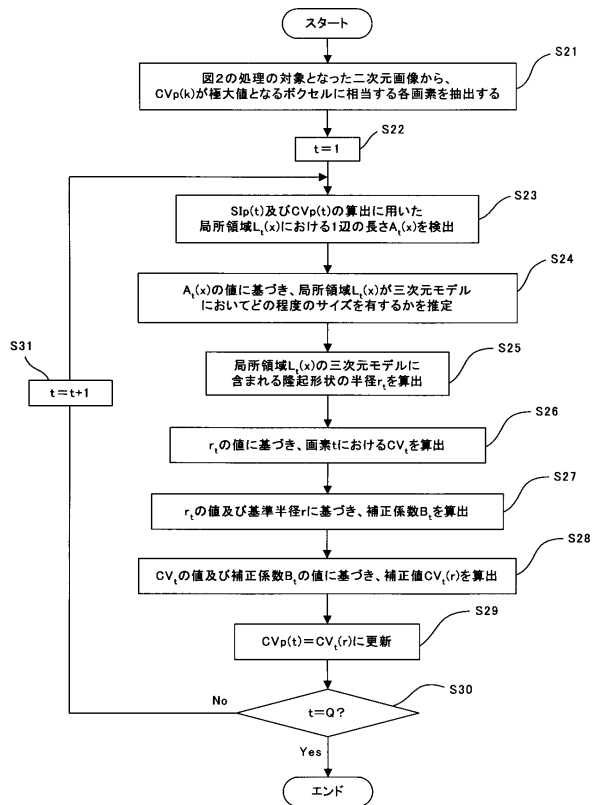 スタート
S21
図2の処理の対象となった二次元画像から、
CVp(k)が極大値となるボクセルに相当する各画素を抽出する
S22
t=1
S23
SIp(t)及びCVp(t)の算出に用いた
局所領域Lt(x)における1辺の長さAt(x)を検出
S24
At(x)の値に基づき、局所領域Lt(x)が三次元モデル
においてどの程度のサイズを有するかを推定
S31
t=t+1
S25
局所領域Lt(x)の三次元モデルに
含まれる隆起形状の半径rtを算出
S26
rtの値に基づき、画素tにおけるCVtを算出
S27
rtの値及び基準半径rに基づき、補正係数Btを算出
S28
CVtの値及び補正係数Btの値に基づき、補正値CVt(r)を算出
S29
CVp(t)=CVt(r)に更新
S30
No
t=Q?
Yes
エンド